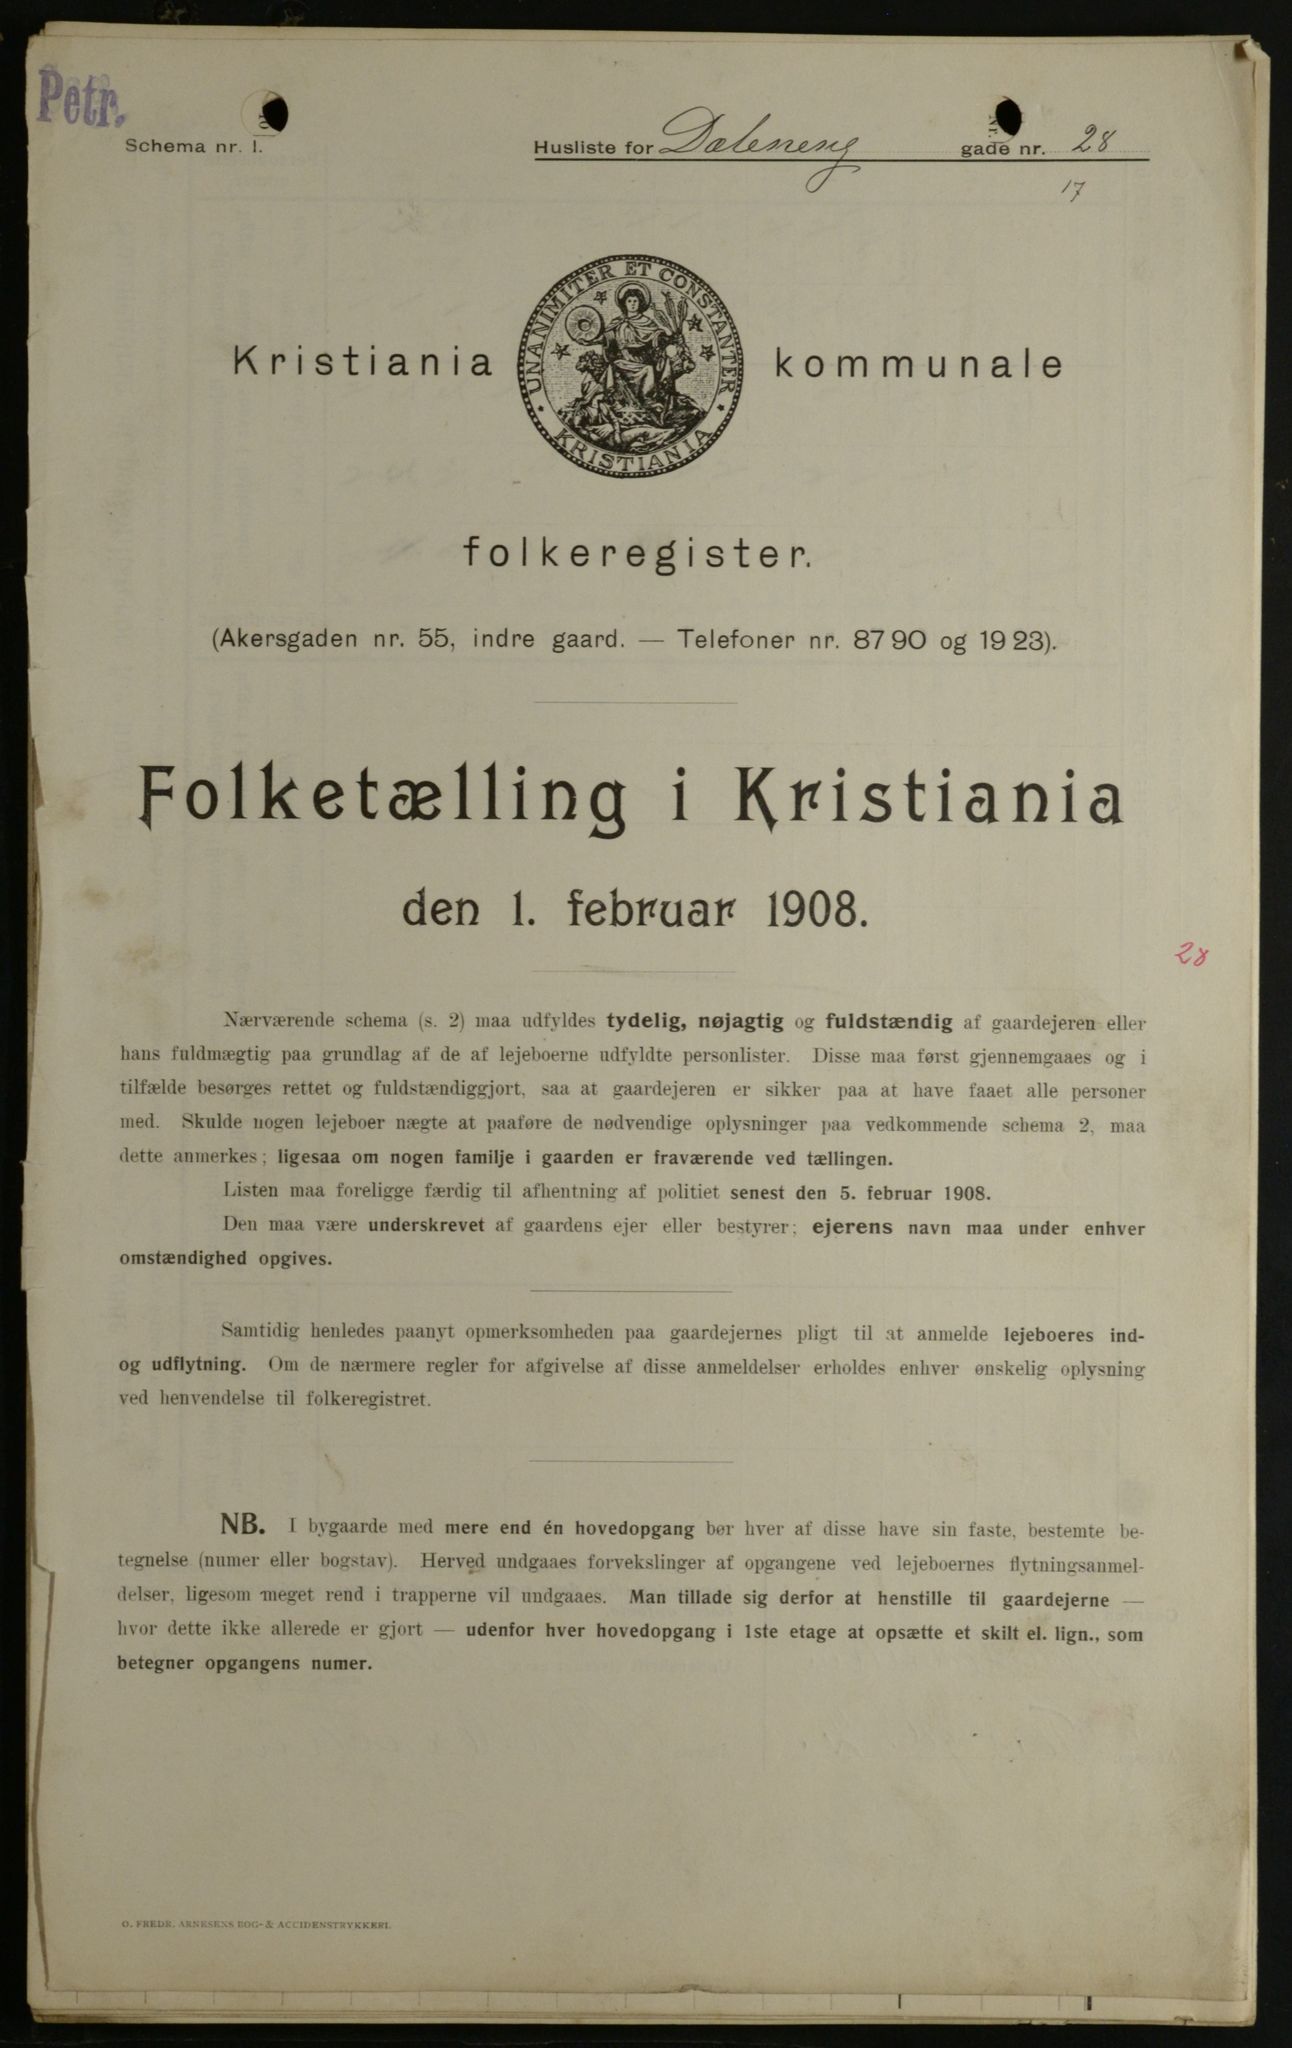 Petr.
Schema nr. 1.
Husliste for Dæleneng gade nr. 28
17
Kristiania kommunale
UNANIMITER ET CONSTANTER
KRISTIANIA
folkeregister.
(Akersgaden nr. 55, indre gaard. — Telefoner nr. 8790 og 1923).
Folketælling i Kristiania
den 1. februar 1908.
28
Nærværende schema (s. 2) maa udfyldes tydelig, nøjagtig og fuldstændig af gaardejeren eller
hans fuldmægtig paa grundlag af de af lejeboerne udfyldte personlister. Disse maa først gjennemgaaes og i
tilfælde besørges rettet og fuldstændiggjort, saa at gaardejeren er sikker paa at have faaet alle personer
med. Skulde nogen lejeboer nægte at paaføre de nødvendige oplysninger paa vedkommende schema 2, maa
dette anmerkes; ligesaa om nogen familje i gaarden er fraværende ved tællingen.
Listen maa foreligge færdig til afhentning af politiet senest den 5. februar 1908.
Den maa være underskrevet af gaardens ejer eller bestyrer; ejerens navn maa under enhver
omstændighed opgives.
Samtidig henledes paanyt opmerksomheden paa gaardejernes pligt til at anmelde lejeboeres ind-
og udflytning. Om de nærmere regler for afgivelse af disse anmeldelser erholdes enhver ønskelig oplysning
ved henvendelse til folkeregistret.
NB. I bygaarde med mere end én hovedopgang bør hver af disse have sin faste, bestemte be-
tegnelse (numer eller bogstav). Herved undgaaes forvekslinger af opgangene ved lejeboernes flytningsanmel-
delser, ligesom meget rend i trapperne vil undgaaes. Man tillade sig derfor at henstille til gaardejerne —
hvor dette ikke allerede er gjort — udenfor hver hovedopgang i 1ste etage at opsætte et skilt el. lign., som
betegner opgangens numer.
O. FREDR. ARNESENS BOG- & ACCIDENSTRYKKERI.